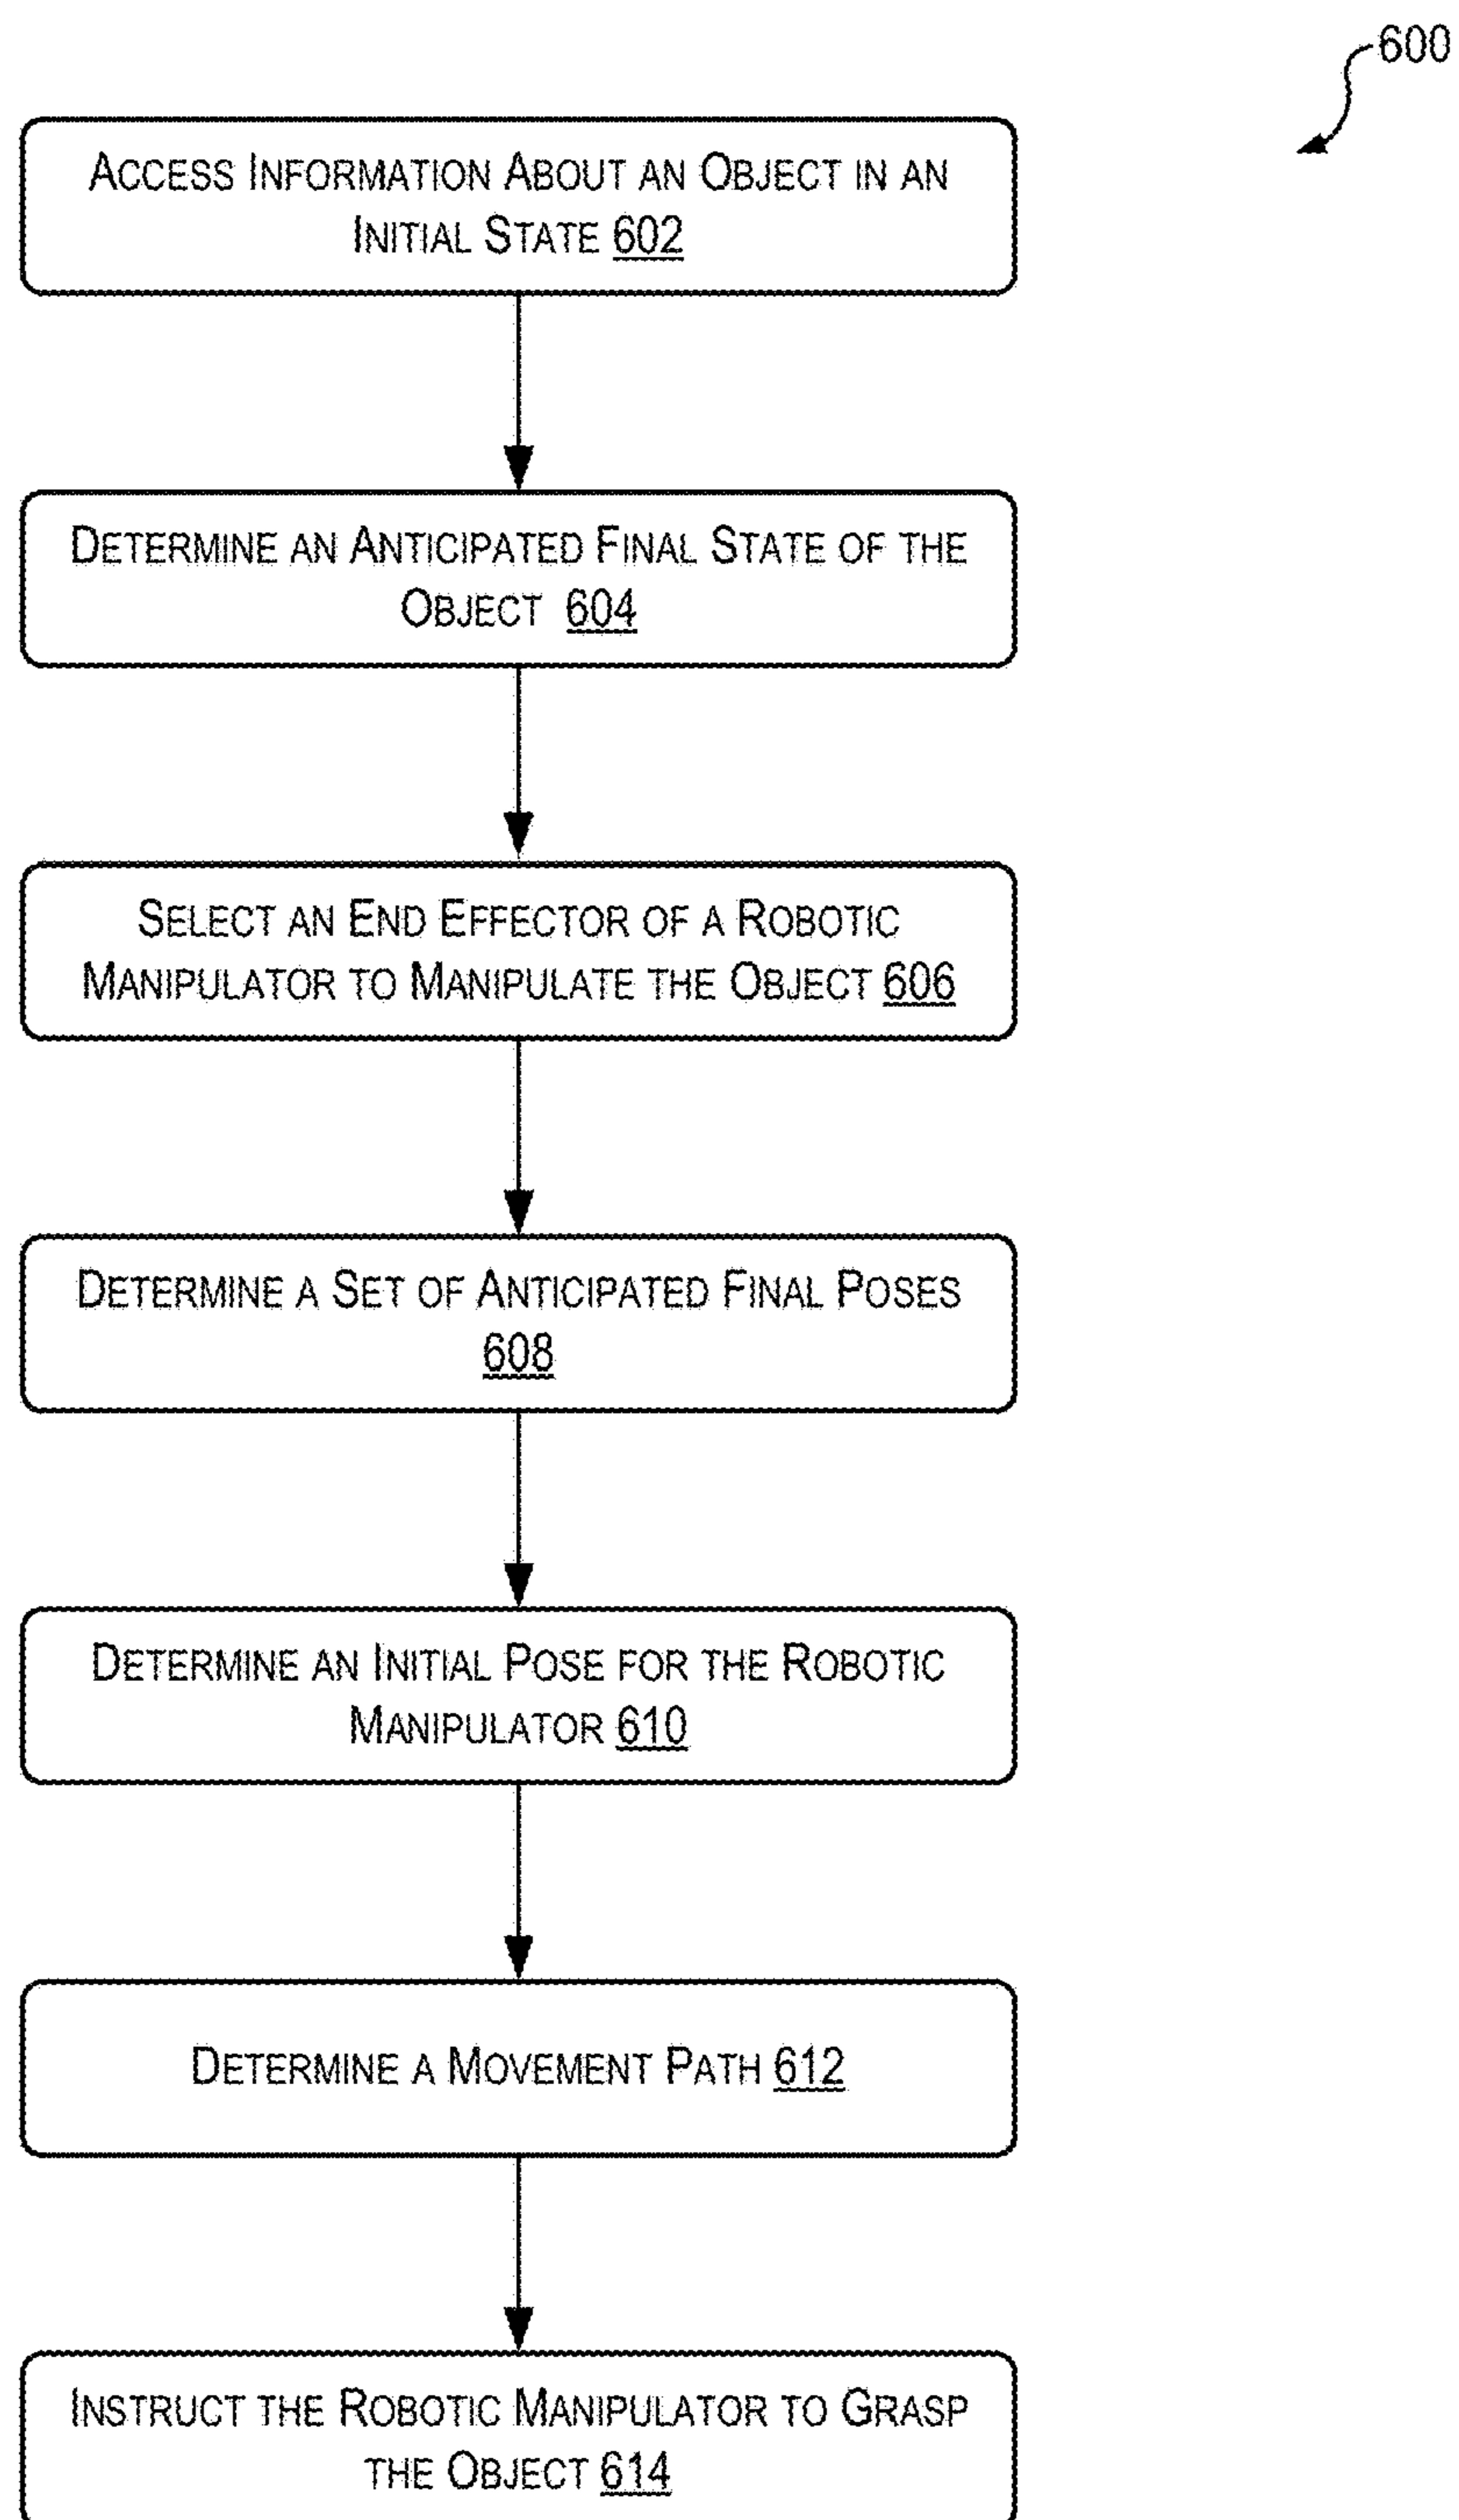 600
ACCESS INFORMATION ABOUT AN OBJECT IN AN
INITIAL STATE 602
DETERMINE AN ANTICIPATED FINAL STATE OF THE
OBJECT 604
SELECT AN END EFFECTOR OF A ROBOTIC
MANIPULATOR TO MANIPULATE THE OBJECT 606
DETERMINE A SET OF ANTICIPATED FINAL POSES
608
DETERMINE AN INITIAL POSE FOR THE ROBOTIC
MANIPULATOR 610
DETERMINE A MOVEMENT PATH 612
INSTRUCT THE ROBOTIC MANIPULATOR TO GRASP
THE OBJECT 614